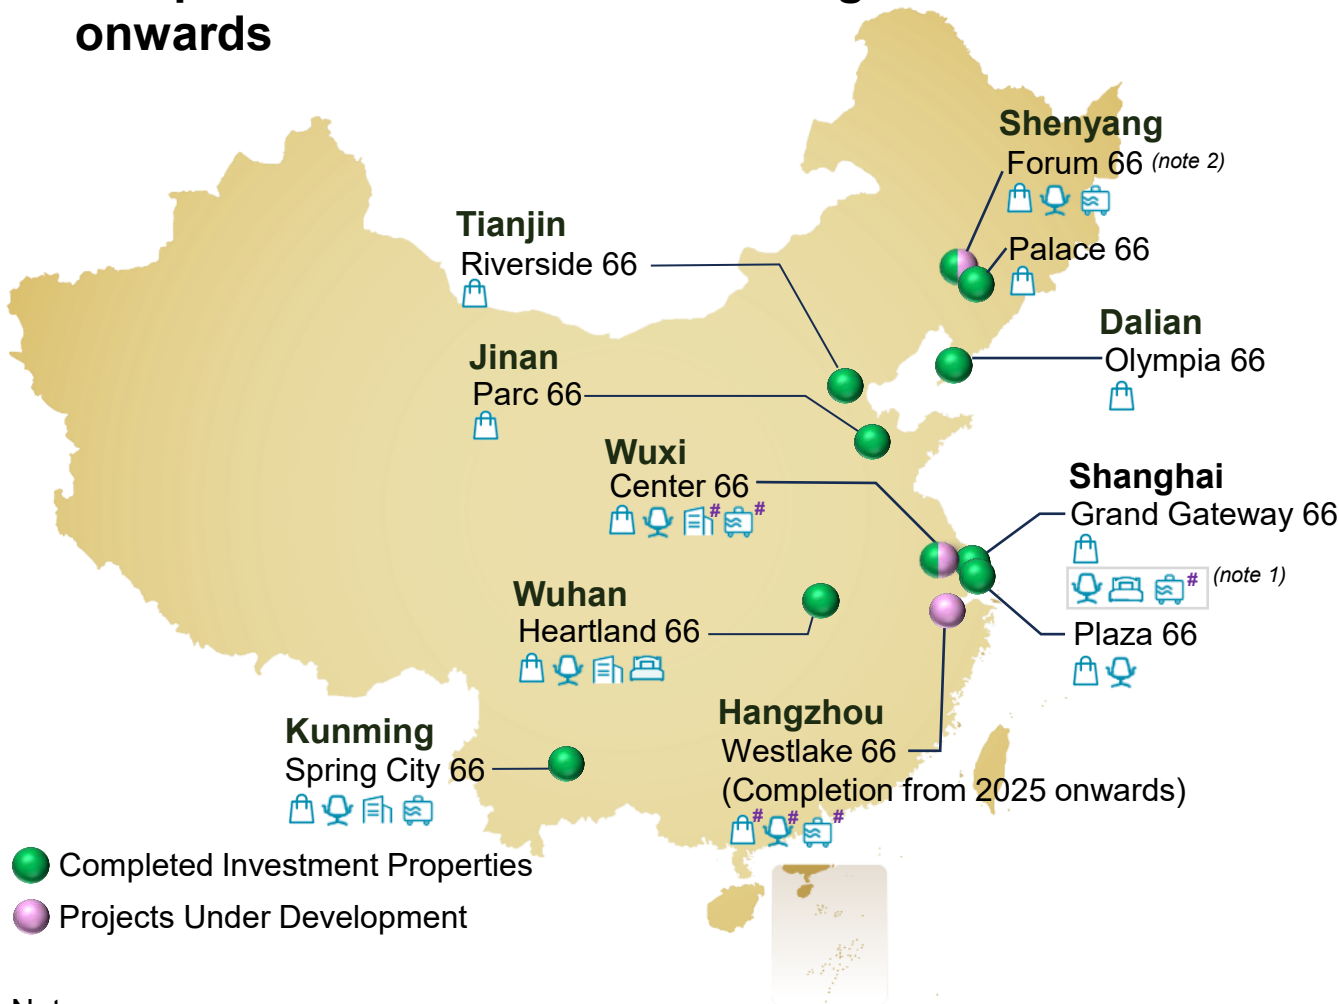 onwards
Shenyang
Forum 66 (note 2)
Palace 66
Tianjin
Riverside 66
Dalian
Olympia 66
Jinan
Parc 66
Wuxi
Center 66
# #
Shanghai
Grand Gateway 66
# (note 1)
Plaza 66
Wuhan
Heartland 66
Hangzhou
Westlake 66
(Completion from 2025 onwards)
# # #
Kunming
Spring City 66
Completed Investment Properties
Projects Under Development